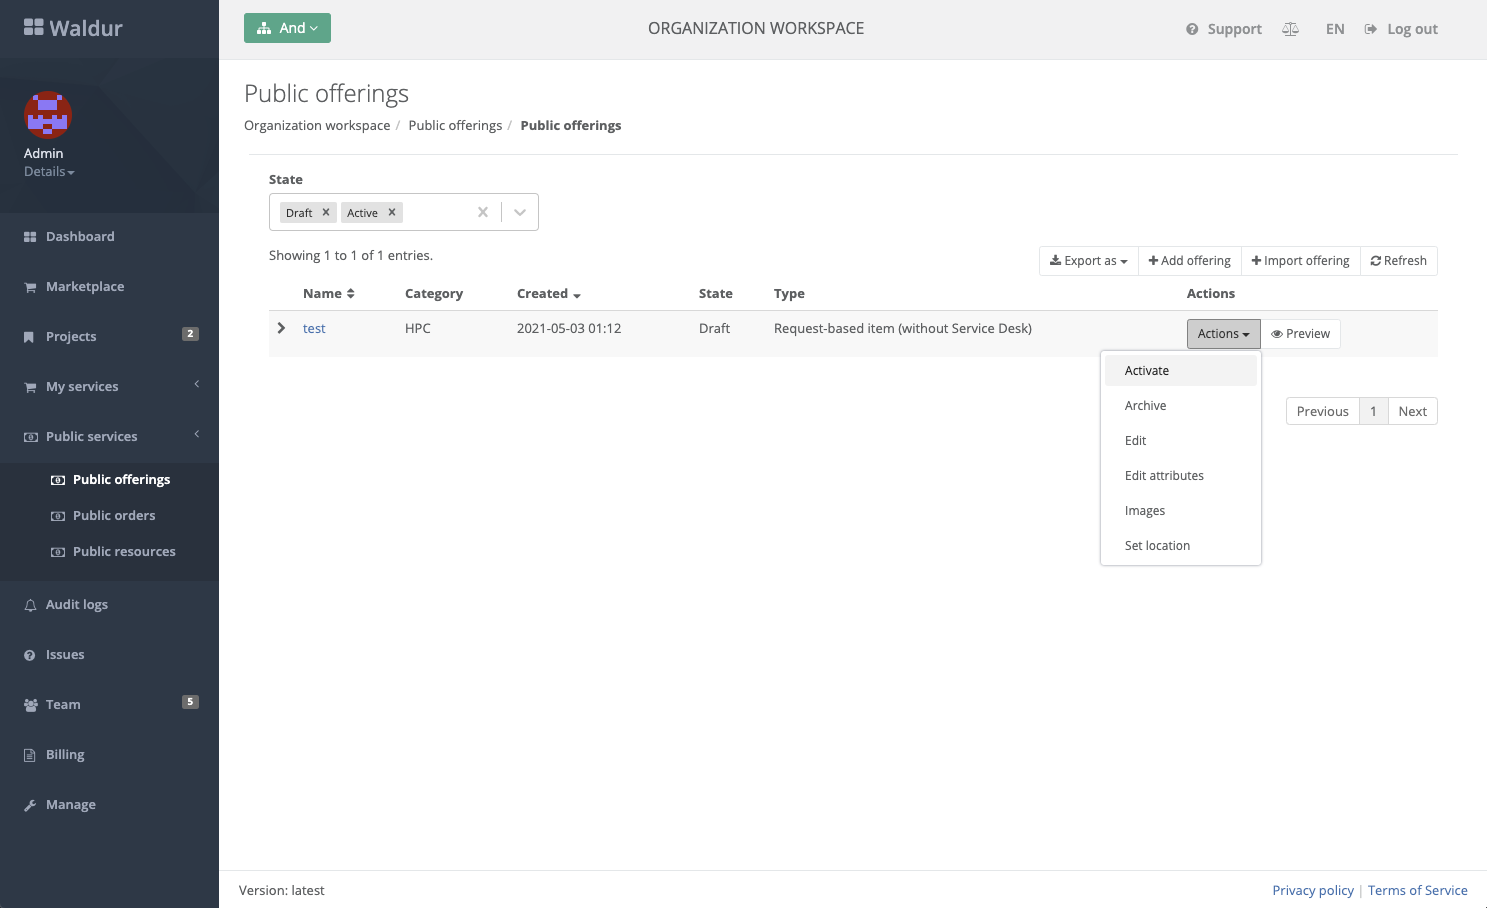 Waldur
And
ORGANIZATION WORKSPACE
Support
EN
Log out
Admin
Details
Dashboard
Marketplace
Projects 2
My services
Public services
Public offerings
Public orders
Public resources
Audit logs
Issues
Team 5
Billing
Manage
Public offerings
Organization workspace / Public offerings / Public offerings
State
Draft × Active ×
Showing 1 to 1 of 1 entries.
Export as
Add offering
Import offering
Refresh
Name Category Created State Type Actions
test HPC 2021-05-03 01:12 Draft Request-based item (without Service Desk) Actions Preview
Activate
Archive
Edit
Edit attributes
Images
Set location
Previous 1 Next
Version: latest
Privacy policy | Terms of Service